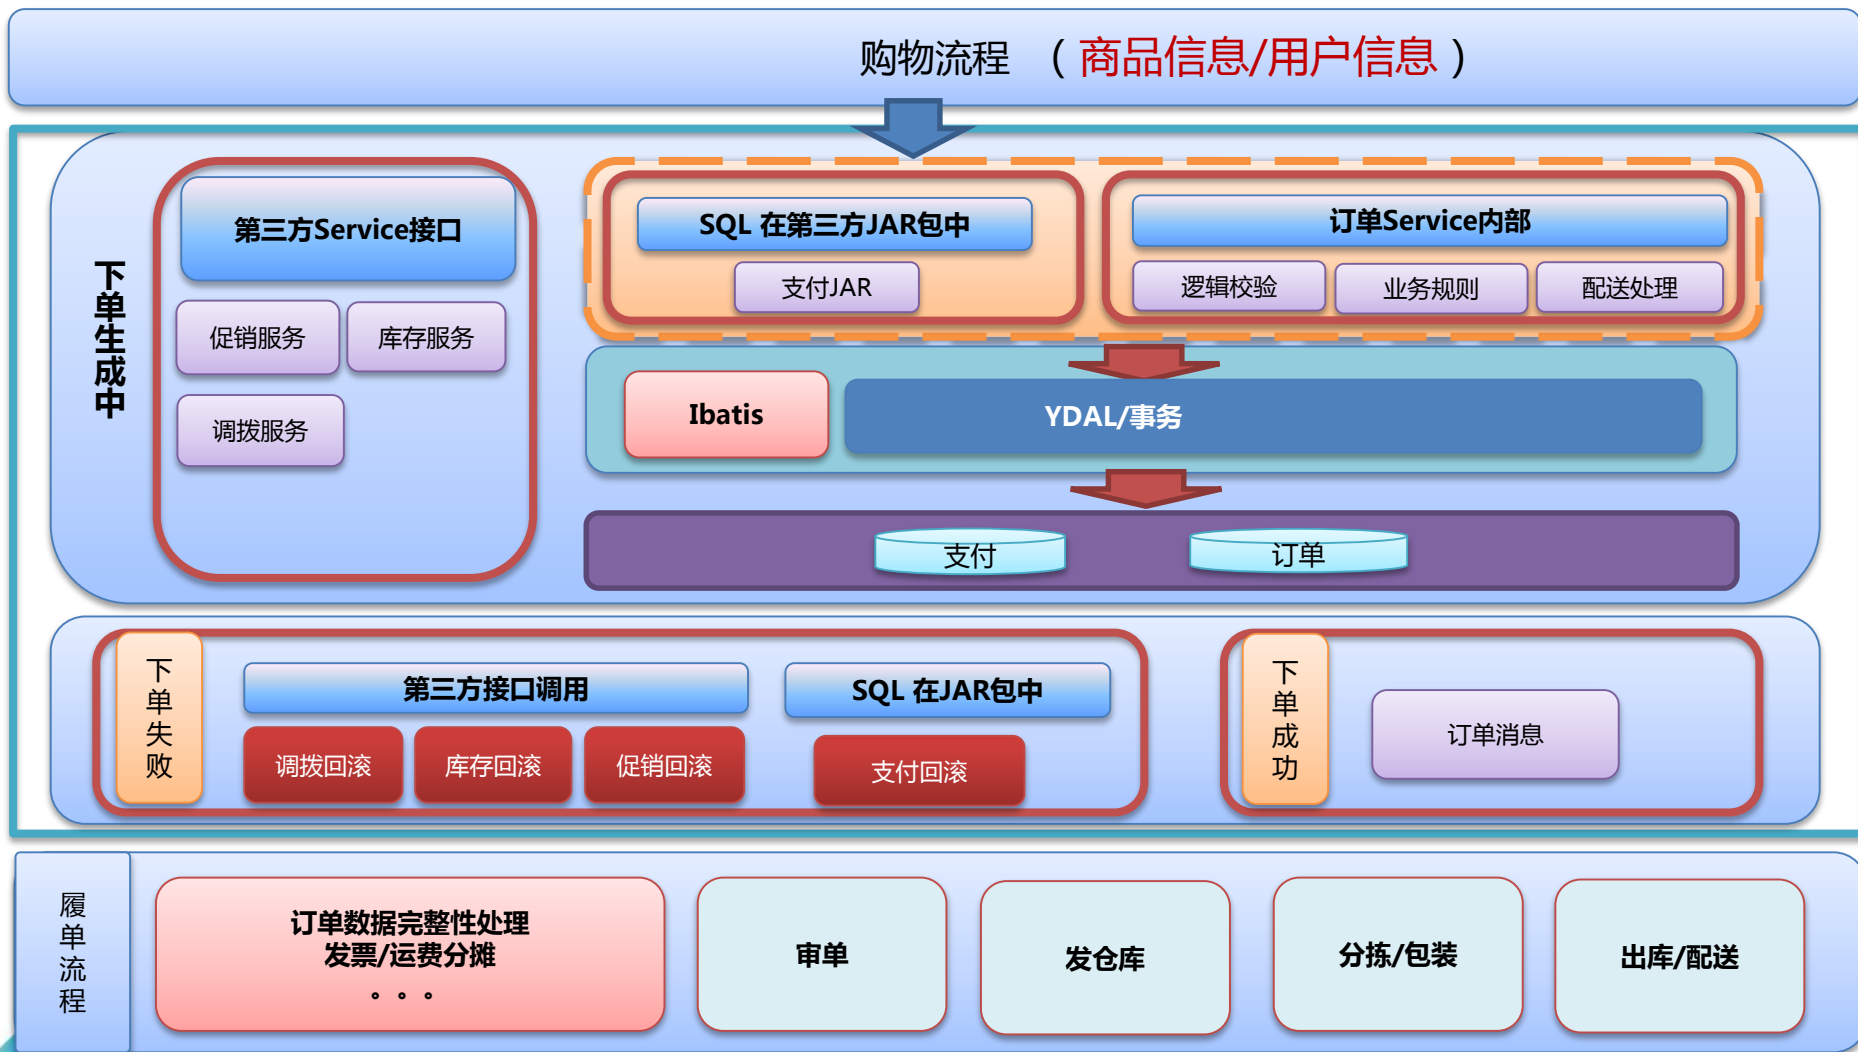 购物流程 （商品信息/用户信息）
下单生成中
第三方Service接口
促销服务
库存服务
调拨服务
SQL 在第三方JAR包中
支付JAR
订单Service内部
逻辑校验
业务规则
配送处理
Ibatis
YDAL/事务
支付
订单
下单失败
第三方接口调用
调拨回滚
库存回滚
促销回滚
SQL 在JAR包中
支付回滚
下单成功
订单消息
履单流程
订单数据完整性处理
发票/运费分摊
。。。
审单
发仓库
分拣/包装
出库/配送